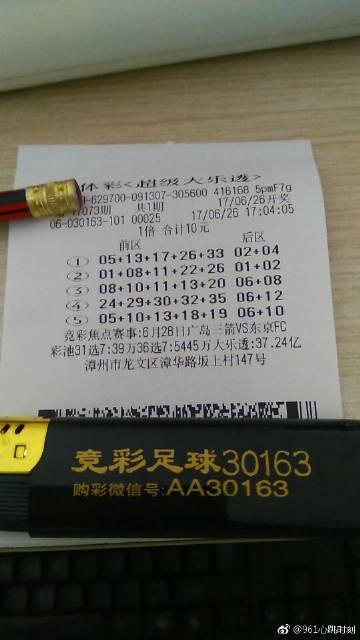 体彩<超级大乐透>
-629700-091307-305600 416168 5pmF7g
073期 共1期 17/06/26开奖
06-030163-101 00025 17/06/26 17:04:05
1倍 合计10元
前区 后区
① 05+13+17+26+33 02+04
② 01+08+11+22+26 01+02
③ 08+10+11+13+20 06+08
④ 24+29+30+32+35 06+12
⑤ 05+10+13+18+19 06+10
竞彩焦点赛事:6月28日广岛三箭VS东京FC
彩池31选7:39万36选7:5445万大乐透:37.24亿
漳州市龙文区漳华路坂上村147号
竞彩足球30163
购彩微信号:AA30163
@961心跳时刻